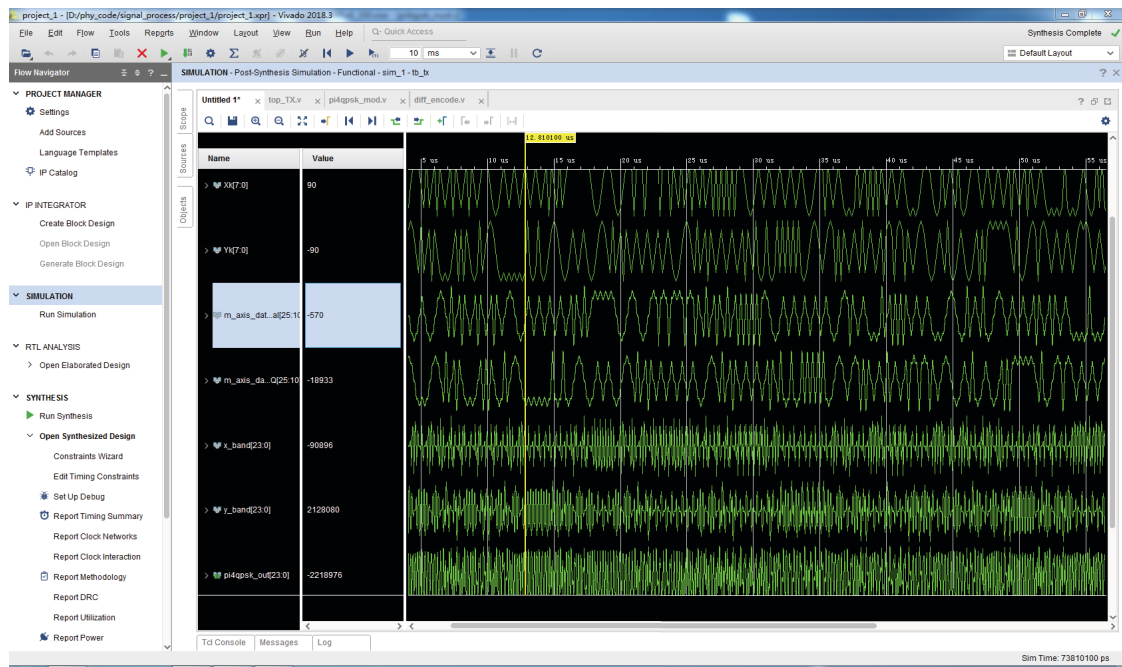 project_1 - [D:/phy_code/signal_process/project_1/project_1.xpr] - Vivado 2018.3
File Edit Flow Tools Reports Window Layout View Run Help Q- Quick Access Synthesis Complete
10 ms Default Layout
Flow Navigator
SIMULATION - Post-Synthesis Simulation - Functional - sim_1 - tb_tx
PROJECT MANAGER
Settings
Add Sources
Language Templates
IP Catalog
IP INTEGRATOR
Create Block Design
Open Block Design
Generate Block Design
SIMULATION
Run Simulation
RTL ANALYSIS
Open Elaborated Design
SYNTHESIS
Run Synthesis
Open Synthesized Design
Constraints Wizard
Edit Timing Constraints
Set Up Debug
Report Timing Summary
Report Clock Networks
Report Clock Interaction
Report Methodology
Report DRC
Report Utilization
Report Power
Scope
Sources
Objects
Untitled 1* top_TX.v pi4qpsk_mod.v diff_encode.v
12.810100 us
Name Value
5 us 10 us 15 us 20 us 25 us 30 us 35 us 40 us 45 us 50 us 55 us
Xk[7:0] 90
Yk[7:0] -90
m_axis_dat...al[25:10 -570
m_axis_da...Q[25:10] -18933
x_band[23:0] -90896
y_band[23:0] 2128080
pi4qpsk_out[23:0] -2218976
Tcl Console Messages Log
Sim Time: 73810100 ps